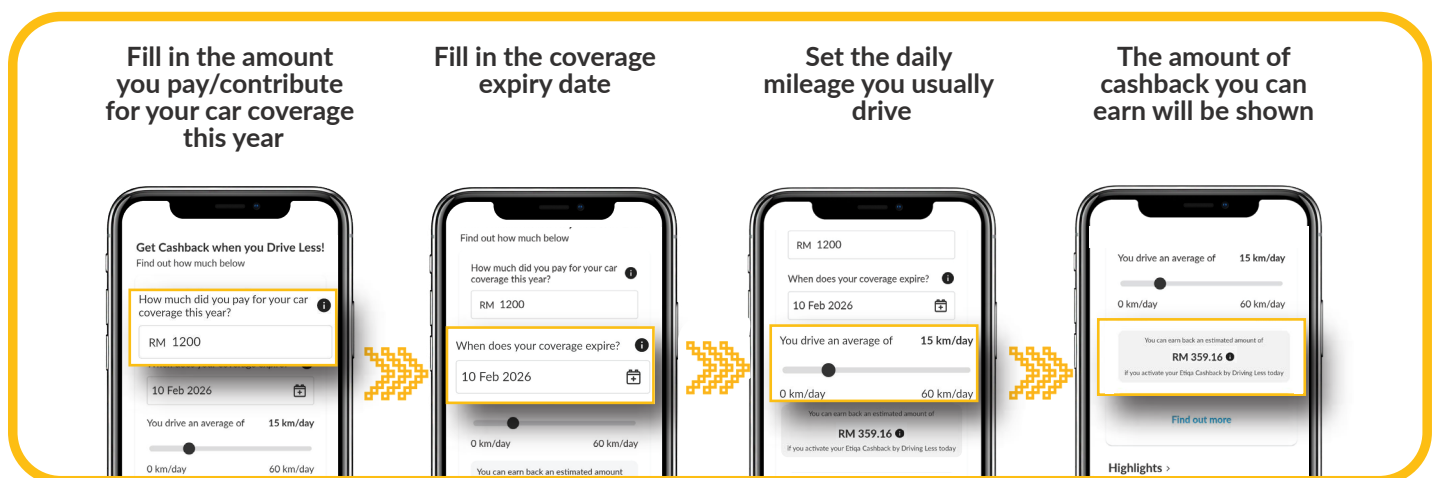 Fill in the amount
you pay/contribute
for your car coverage
this year
Fill in the coverage
expiry date
Set the daily
mileage you usually
drive
The amount of
cashback you can
earn will be shown
Get Cashback when you Drive Less!
Find out how much below
How much did you pay for your car
coverage this year?
RM 1200
10 Feb 2026
You drive an average of 15 km/day
0 km/day 60 km/day
Find out how much below
How much did you pay for your car
coverage this year?
RM 1200
When does your coverage expire?
10 Feb 2026
0 km/day 60 km/day
You can earn back an estimated amount
RM 1200
When does your coverage expire?
10 Feb 2026
You drive an average of 15 km/day
0 km/day 60 km/day
You can earn back an estimated amount of
RM 359.16
if you activate your Etiqa Cashback by Driving Less today
You drive an average of 15 km/day
0 km/day 60 km/day
You can earn back an estimated amount of
RM 359.16
if you activate your Etiqa Cashback by Driving Less today
Find out more
Highlights >